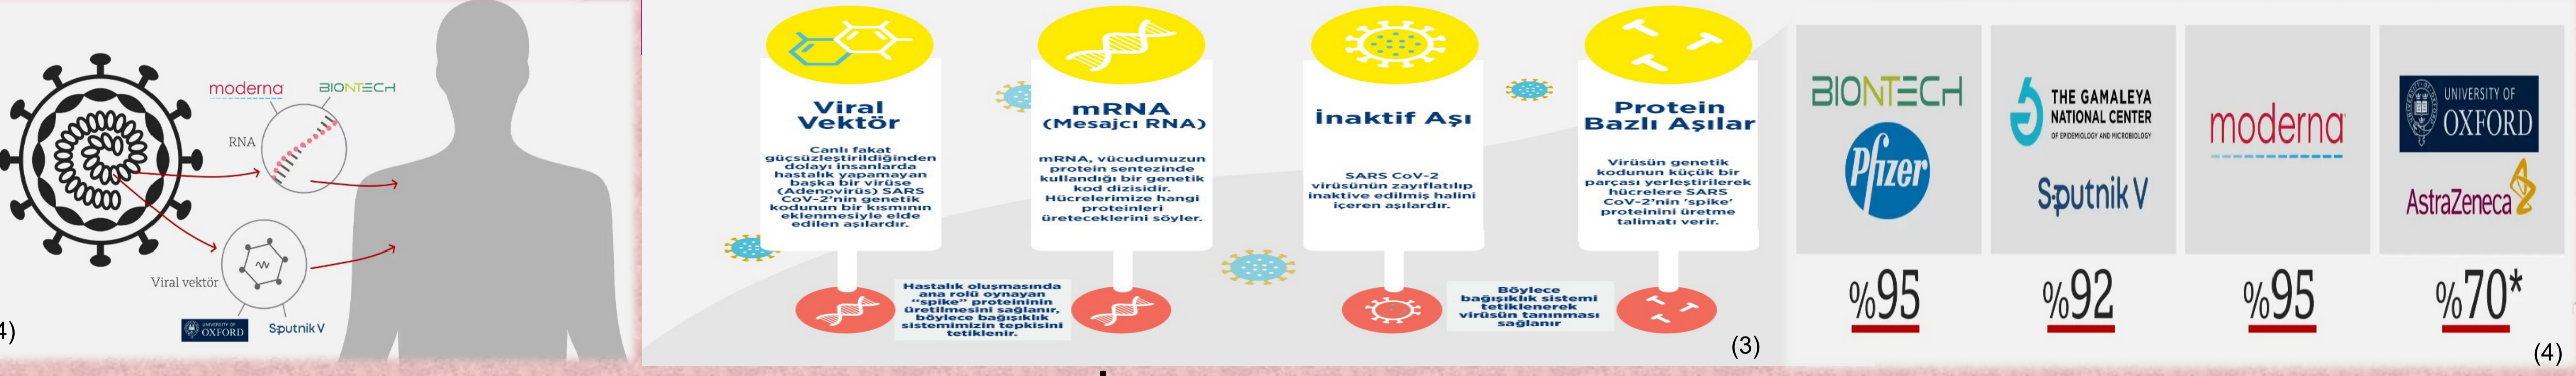 moderna
BIONTECH
RNA
Viral vektör
UNIVERSITY OF
OXFORD
Sputnik V
4)
Viral
Vektör
Canlı fakat
güçsüzleştirildiğinden
dolayı insanlarda
hastalık yapamayan
başka bir virüse
(Adenovirüs) SARS
CoV-2'nin genetik
kodunun bir kısmının
eklenmesiyle elde
edilen aşılardır.
mRNA
(Mesajcı RNA)
mRNA, vücudumuzun
protein sentezinde
kullandığı bir genetik
kod dizisidir.
Hücrelerimize hangi
proteinleri
üreteceklerini söyler.
Hastalık oluşmasında
ana rolü oynayan
"spike" proteininin
üretilmesini sağlanır,
böylece bağışıklık
sistemimizin tepkisini
tetiklenir.
İnaktif Aşı
SARS CoV-2
virüsünün zayıflatılıp
inaktive edilmiş halini
içeren aşılardır.
Protein
Bazlı Aşılar
Virüsün genetik
kodunun küçük bir
parçası yerleştirilerek
hücrelere SARS
CoV-2'nin 'spike'
proteinini üretme
talimatı verir.
Böylece
bağışıklık sistemi
tetiklenerek
virüsün tanınması
sağlanır
(3)
BIONTECH
Pfizer
%95
THE GAMALEYA
NATIONAL CENTER
OF EPIDEMIOLOGY AND MICROBIOLOGY
Sputnik V
%92
moderna
%95
UNIVERSITY OF
OXFORD
AstraZeneca
%70*
(4)